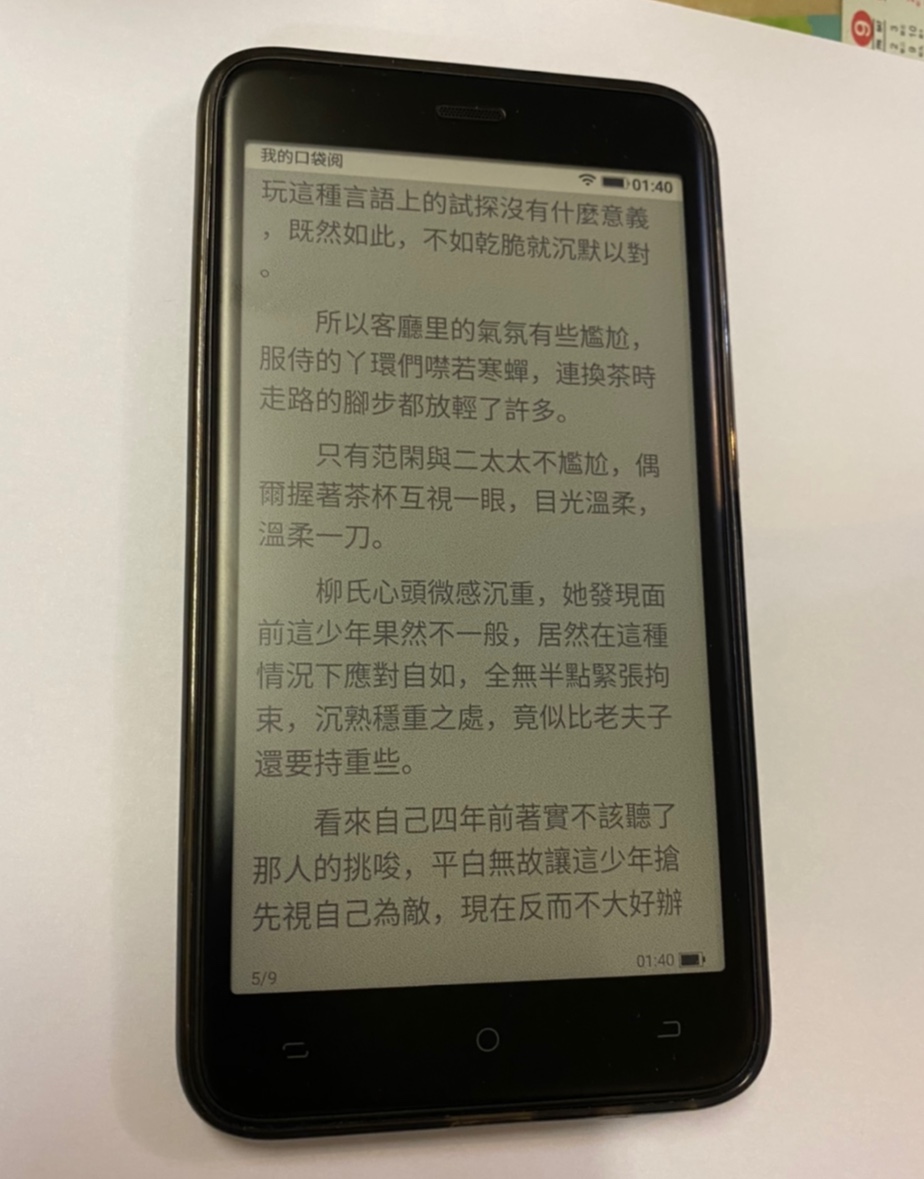 我的口袋阅
01:40
玩這種言語上的試探沒有什麼意義
，既然如此，不如乾脆就沉默以對
。
所以客廳里的氣氛有些尷尬，
服侍的丫環們噤若寒蟬，連換茶時
走路的腳步都放輕了許多。
只有范閑與二太太不尷尬，偶
爾握著茶杯互視一眼，目光溫柔，
溫柔一刀。
柳氏心頭微感沉重，她發現面
前這少年果然不一般，居然在這種
情況下應對自如，全無半點緊張拘
束，沉熟穩重之處，竟似比老夫子
還要持重些。
看來自己四年前著實不該聽了
那人的挑唆，平白無故讓這少年搶
先視自己為敵，現在反而不大好辦
5/9
01:40